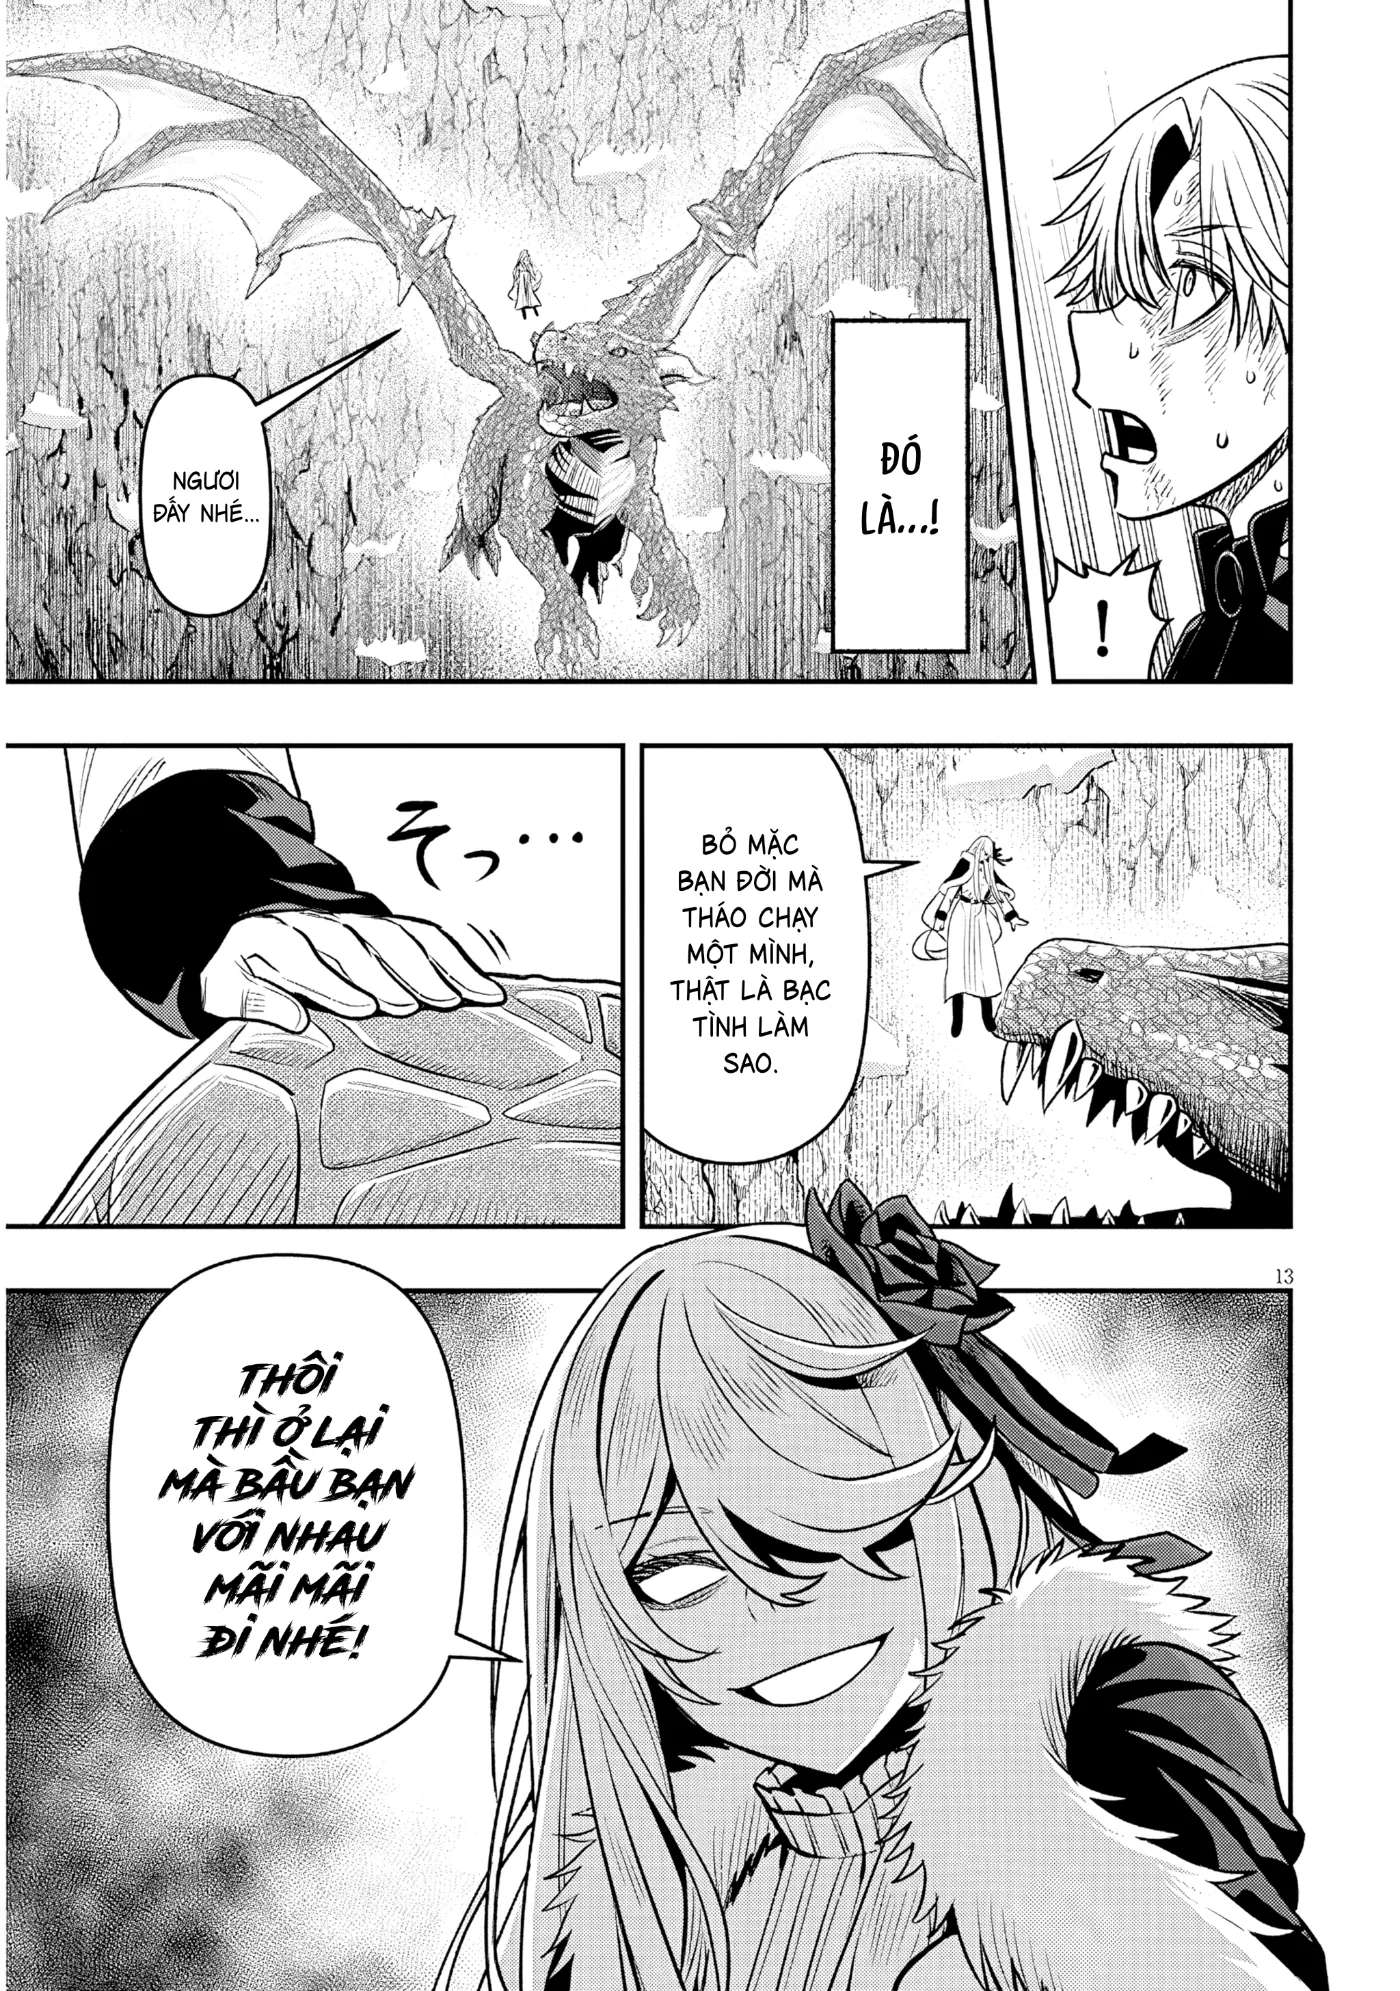 !
ĐÓ
LÀ...!
NGƯƠI
ĐẤY NHÉ...
BỎ MẶC
BẠN ĐỜI MÀ
THÁO CHẠY
MỘT MÌNH,
THẬT LÀ BẠC
TÌNH LÀM
SAO.
そっ…
13
THÔI
THÌ Ở LẠI
MÀ BẦU BẠN
VỚI NHAU
MÃI MÃI
ĐI NHÉ!